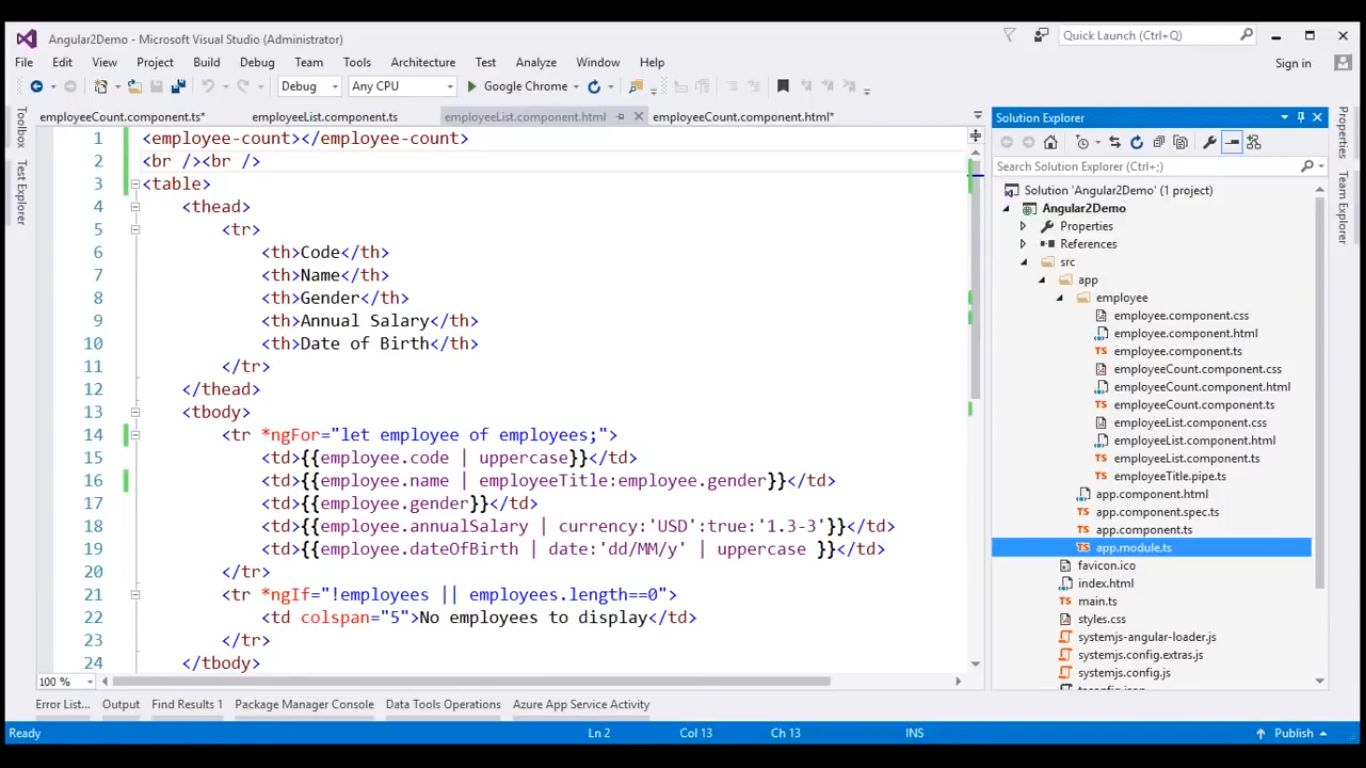 Angular2Demo - Microsoft Visual Studio (Administrator)
Quick Launch (Ctrl+Q)
File Edit View Project Build Debug Team Tools Architecture Test Analyze Window Help
Sign in
Debug Any CPU Google Chrome
Toolbox
Test Explorer
employeeCount.component.ts* employeeList.component.ts employeeList.component.html employeeCount.component.html*
1 <employee-count></employee-count>
2 <br /><br />
3 <table>
4 <thead>
5 <tr>
6 <th>Code</th>
7 <th>Name</th>
8 <th>Gender</th>
9 <th>Annual Salary</th>
10 <th>Date of Birth</th>
11 </tr>
12 </thead>
13 <tbody>
14 <tr *ngFor="let employee of employees;">
15 <td>{{employee.code | uppercase}}</td>
16 <td>{{employee.name | employeeTitle:employee.gender}}</td>
17 <td>{{employee.gender}}</td>
18 <td>{{employee.annualSalary | currency:'USD':true:'1.3-3'}}</td>
19 <td>{{employee.dateOfBirth | date:'dd/MM/y' | uppercase }}</td>
20 </tr>
21 <tr *ngIf="!employees || employees.length==0">
22 <td colspan="5">No employees to display</td>
23 </tr>
24 </tbody>
100 %
Solution Explorer
Search Solution Explorer (Ctrl+;)
Solution 'Angular2Demo' (1 project)
Angular2Demo
Properties
References
src
app
employee
employee.component.css
employee.component.html
employee.component.ts
employeeCount.component.css
employeeCount.component.html
employeeCount.component.ts
employeeList.component.css
employeeList.component.html
employeeList.component.ts
employeeTitle.pipe.ts
app.component.html
app.component.spec.ts
app.component.ts
app.module.ts
favicon.ico
index.html
main.ts
styles.css
systemjs-angular-loader.js
systemjs.config.extras.js
systemjs.config.js
Properties
Team Explorer
Error List... Output Find Results 1 Package Manager Console Data Tools Operations Azure App Service Activity
Ready Ln 2 Col 13 Ch 13 INS Publish